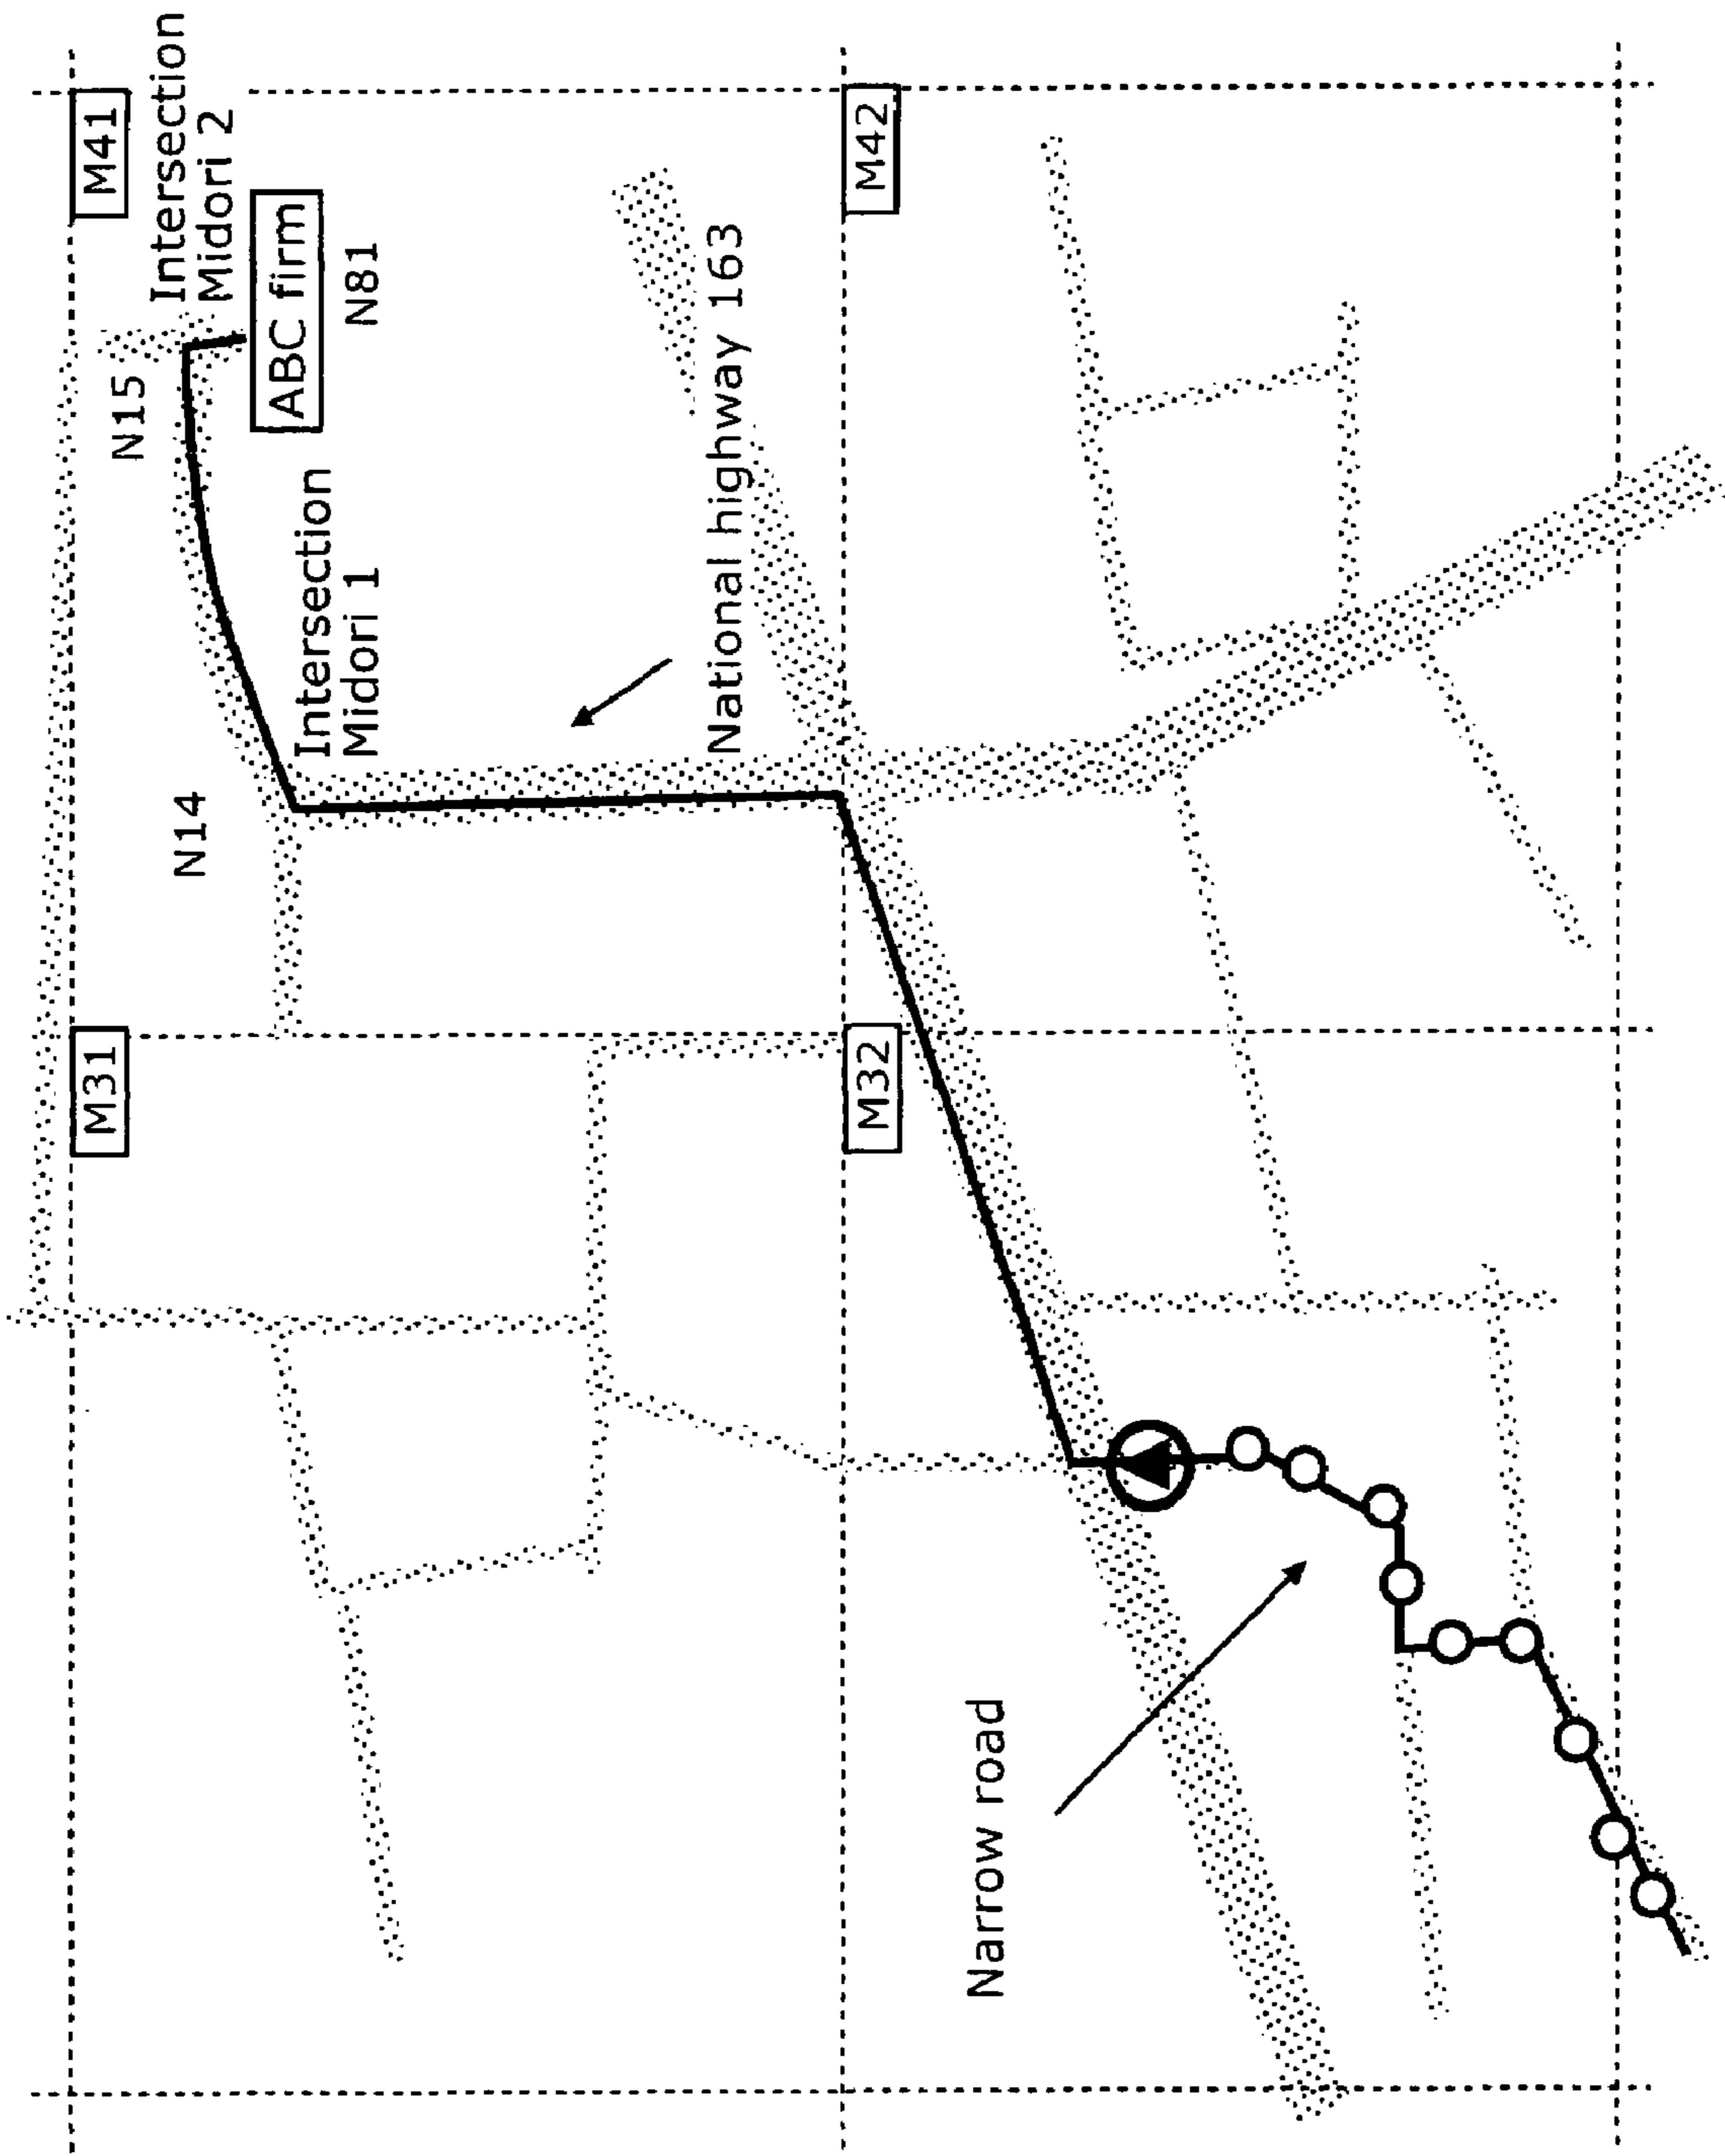 M31
M41
N15
Intersection
Midori 2
N14
ABC firm
Intersection
Midori 1
N81
National highway 163
M32
M42
Narrow road